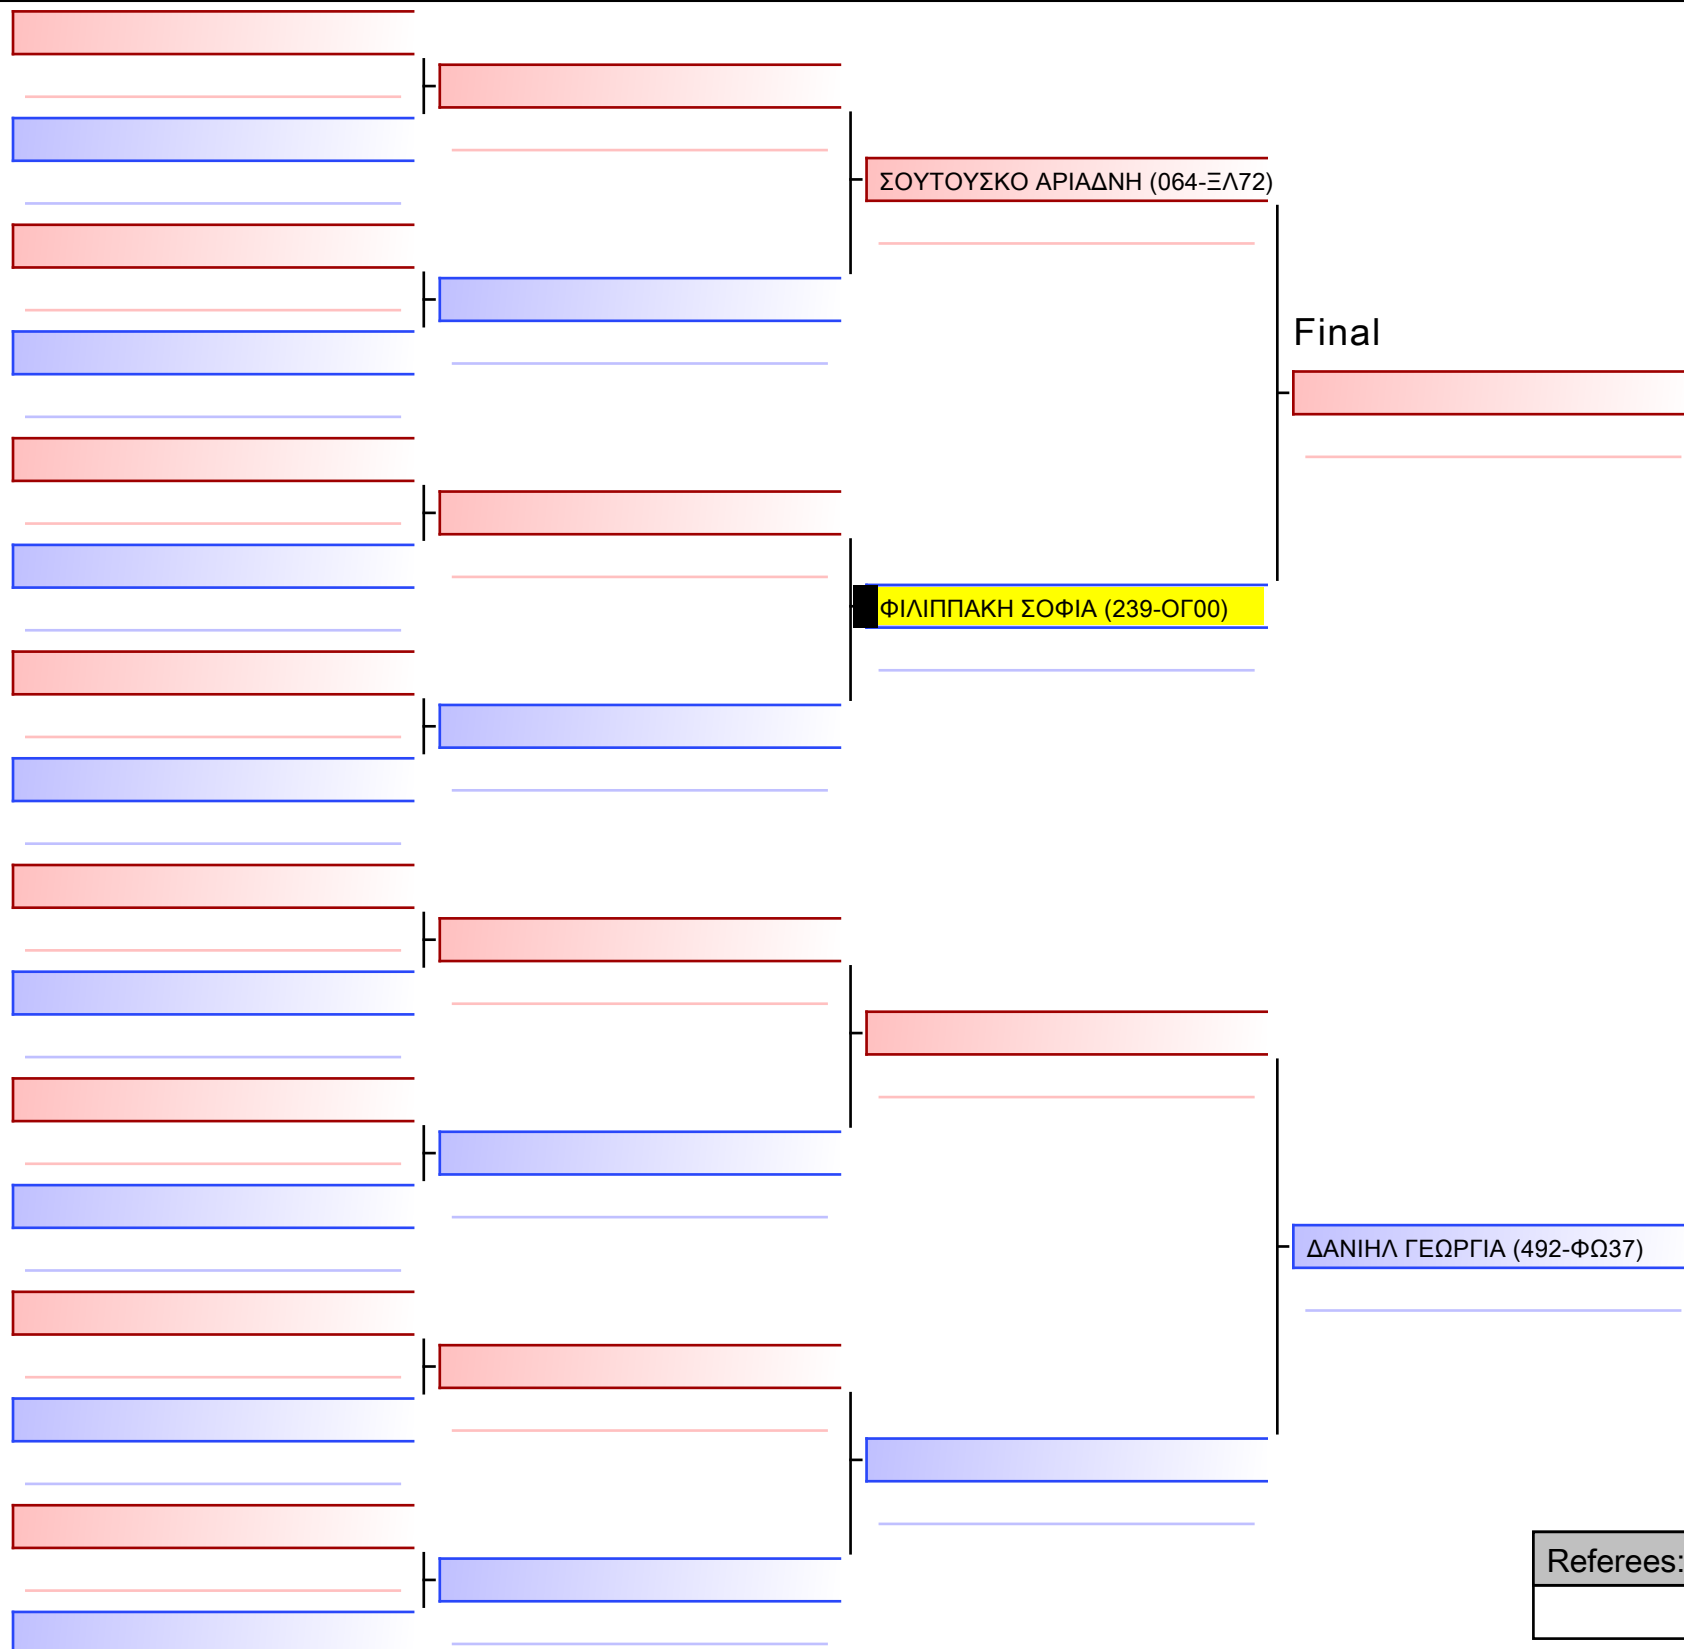 ΣΟΥΤΟΥΣΚΟ ΑΡΙΑΔΝΗ (064-ΞΛ72)
Final
ΦΙΛΙΠΠΑΚΗ ΣΟΦΙΑ (239-ΟΓ00)
ΔΑΝΙΗΛ ΓΕΩΡΓΙΑ (492-ΦΩ37)
Referees: